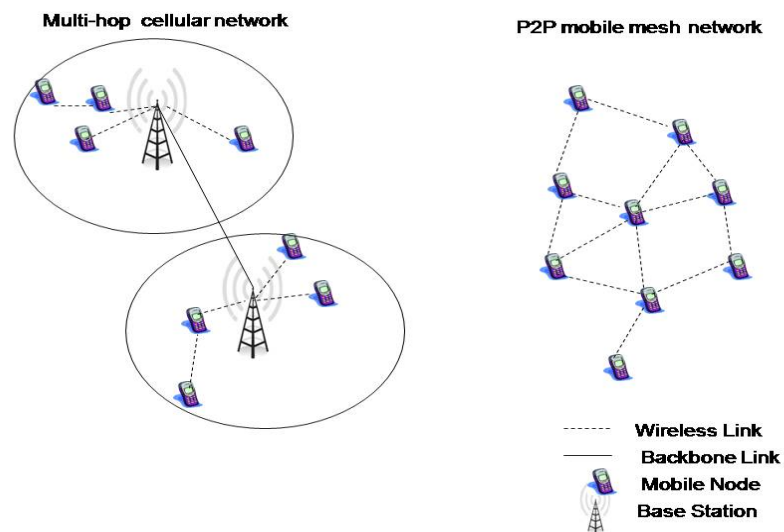 Multi-hop cellular network
P2P mobile mesh network
Wireless Link
Backbone Link
Mobile Node
Base Station